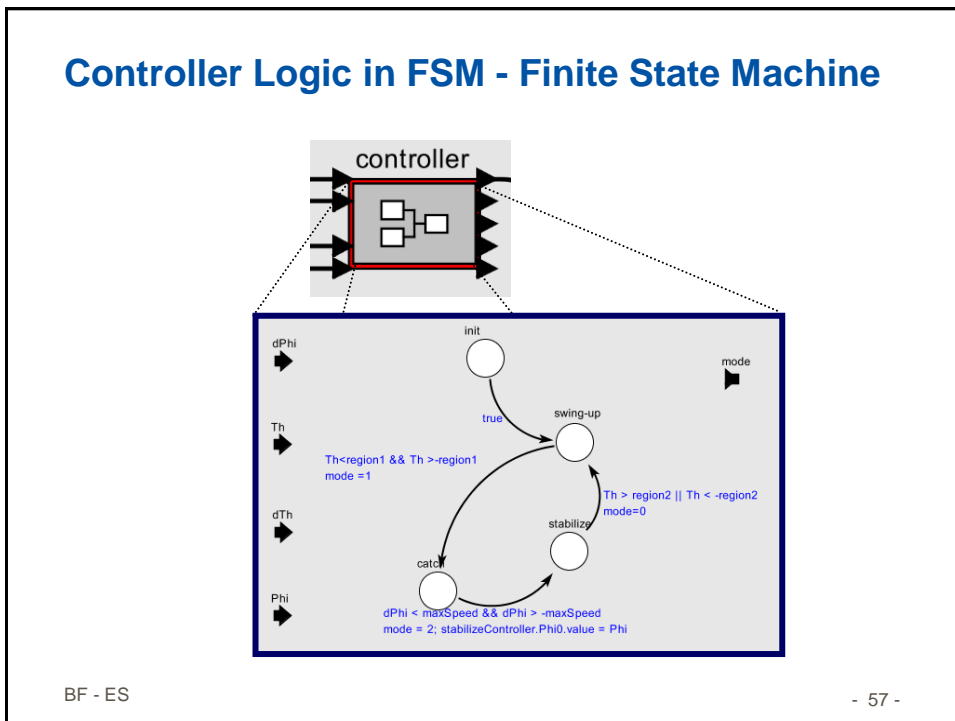 Controller Logic in FSM - Finite State Machine
controller
init
dPhi
mode
true
swing-up
Th
Th<region1 && Th >-region1
mode =1
Th > region2 || Th < -region2
mode=0
dTh
stabilize
catch
Phi
dPhi < maxSpeed && dPhi > -maxSpeed
mode = 2; stabilizeController.Phi0.value = Phi
BF - ES
- 57 -